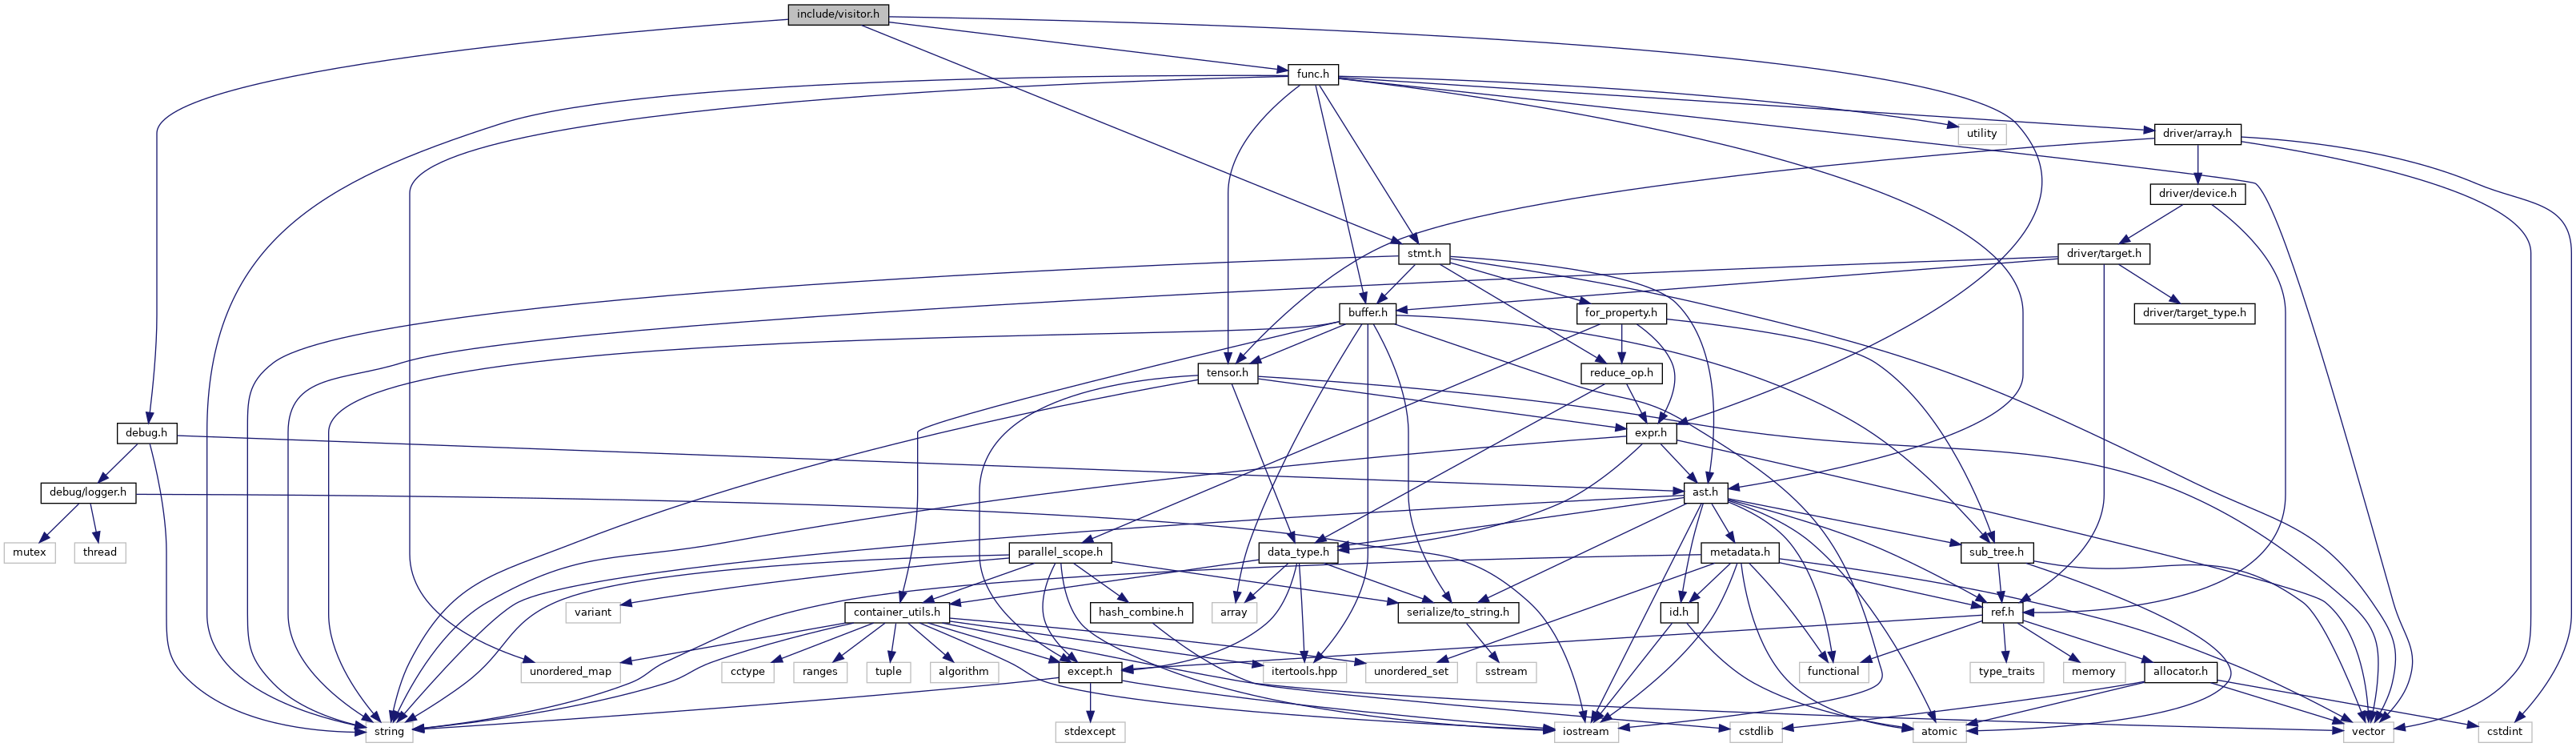 include/visitor.h
func.h
utility
driver/array.h
driver/device.h
stmt.h
driver/target.h
buffer.h
for_property.h
driver/target_type.h
tensor.h
reduce_op.h
debug.h
expr.h
debug/logger.h
ast.h
mutex
thread
parallel_scope.h
data_type.h
metadata.h
sub_tree.h
variant
container_utils.h
hash_combine.h
array
serialize/to_string.h
id.h
ref.h
unordered_map
cctype
ranges
tuple
algorithm
except.h
itertools.hpp
unordered_set
sstream
functional
type_traits
memory
allocator.h
string
stdexcept
iostream
cstdlib
atomic
vector
cstdint